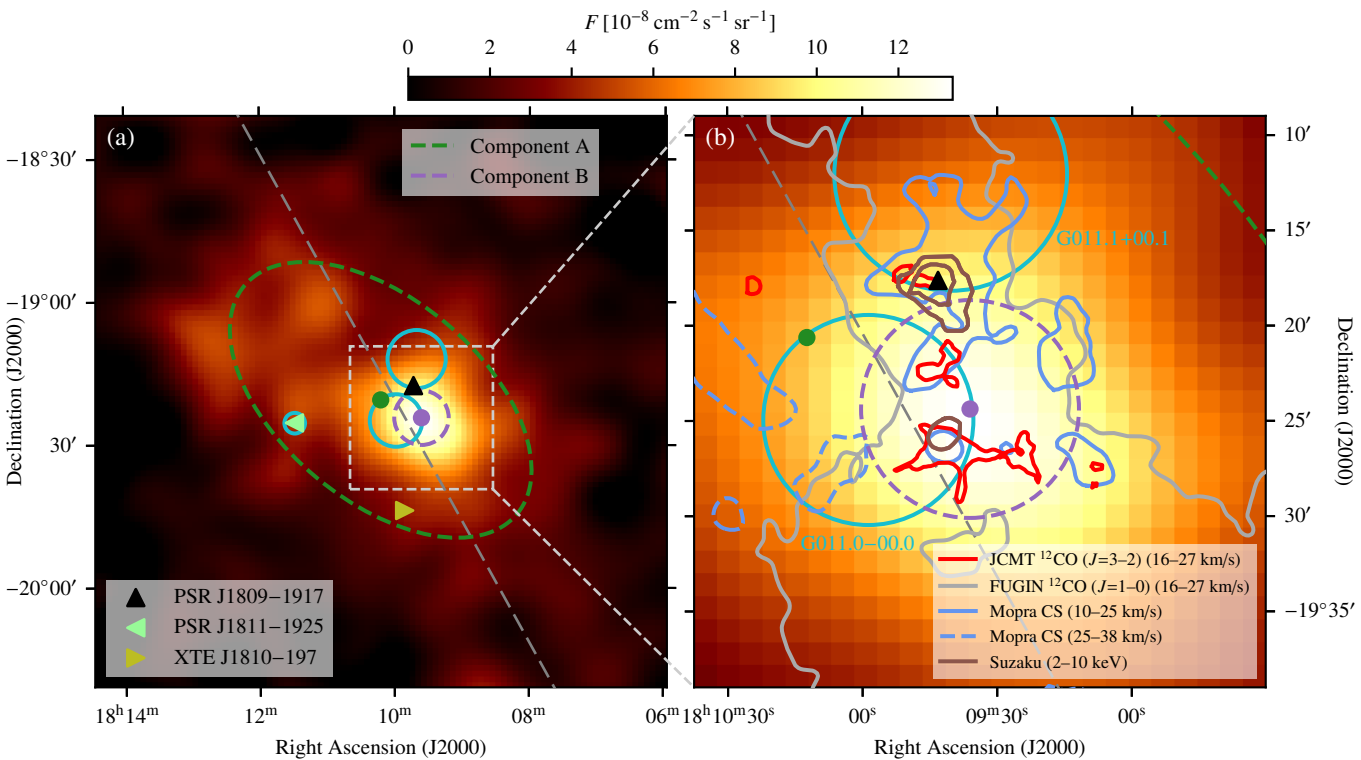 F [10⁻⁸ cm⁻² s⁻¹ sr⁻¹]
0 2 4 6 8 10 12
(a)
Component A
Component B
−18°30′
−19°00′
30′
−20°00′
Declination (J2000)
PSR J1809−1917
PSR J1811−1925
XTE J1810-197
18ʰ14ᵐ 12ᵐ 10ᵐ 08ᵐ 06ᵐ
Right Ascension (J2000)
(b)
G011.1+00.1
G011.0−00.0
10′
15′
20′
25′
30′
−19°35′
Declination (J2000)
JCMT ¹²CO (J=3–2) (16–27 km/s)
FUGIN ¹²CO (J=1–0) (16–27 km/s)
Mopra CS (10–25 km/s)
Mopra CS (25–38 km/s)
Suzaku (2–10 keV)
18ʰ10ᵐ30ˢ 00ˢ 09ᵐ30ˢ 00ˢ
Right Ascension (J2000)